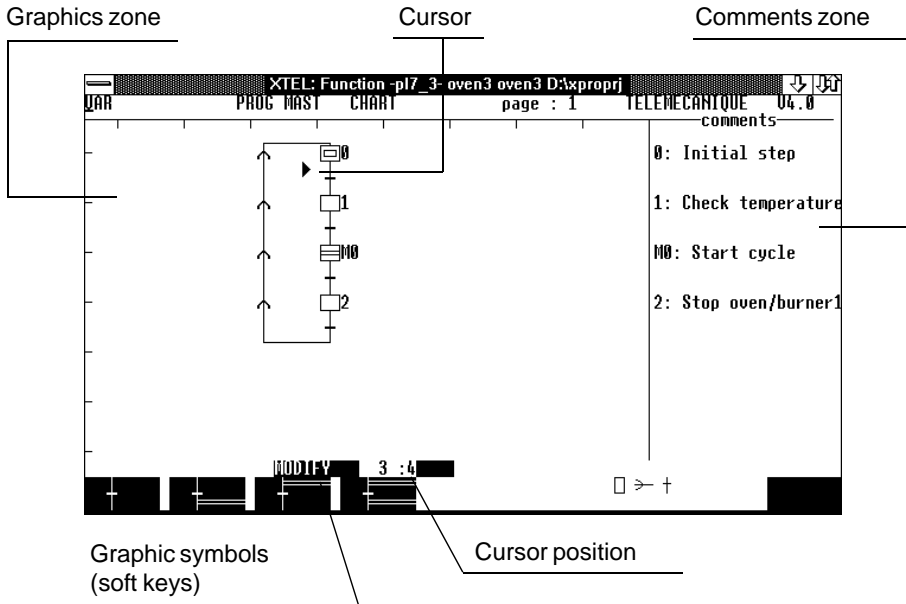 Graphics zone
Cursor
Comments zone
XTEL: Function -pl7_3- oven3 oven3 D:\xproprj
VAR PROG MAST CHART page : 1 TELEMECANIQUE V4.0
comments
0 0: Initial step
1 1: Check temperature
M0 M0: Start cycle
2 2: Stop oven/burner1
MODIFY 3 :4
Graphic symbols
(soft keys)
Cursor position